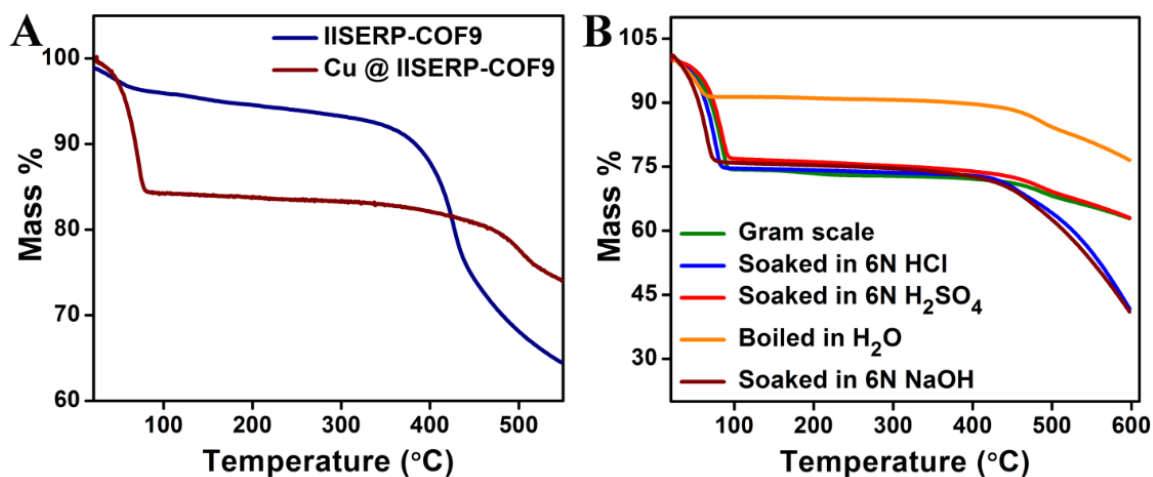 A
IISERP-COF9
Cu @ IISERP-COF9
100
90
80
70
60
Mass %
100 200 300 400 500
Temperature (°C)
B
105
90
75
60
45
30
Mass %
Gram scale
Soaked in 6N HCl
Soaked in 6N H₂SO₄
Boiled in H₂O
Soaked in 6N NaOH
100 200 300 400 500 600
Temperature (°C)